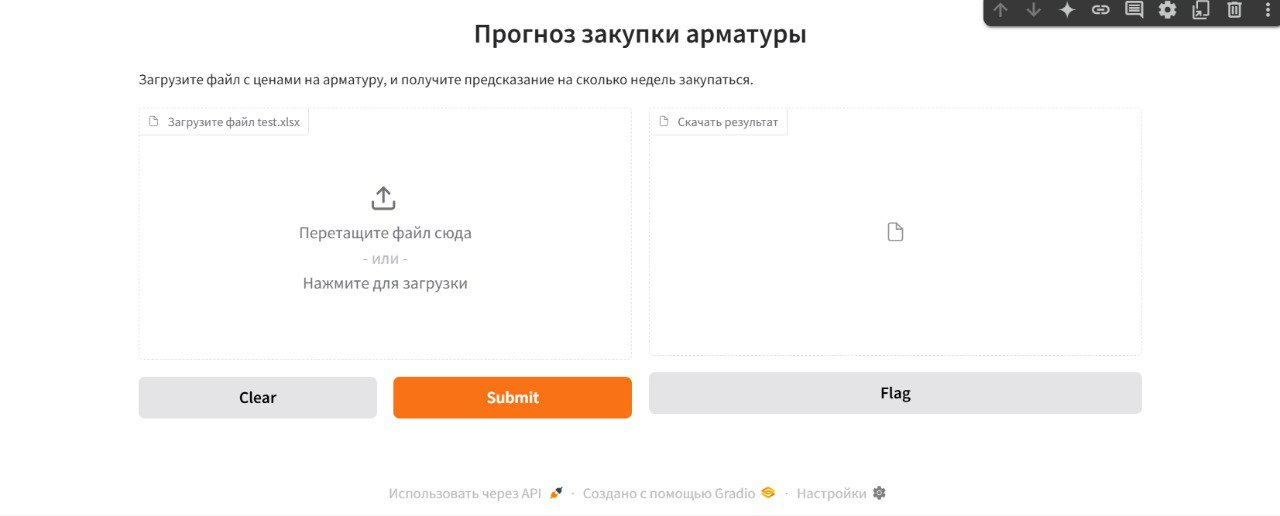 Прогноз закупки арматуры
Загрузите файл с ценами на арматуру, и получите предсказание на сколько недель закупаться.
Загрузите файл test.xlsx
Перетащите файл сюда
- или -
Нажмите для загрузки
Скачать результат
Clear
Submit
Flag
Использовать через API · Создано с помощью Gradio · Настройки